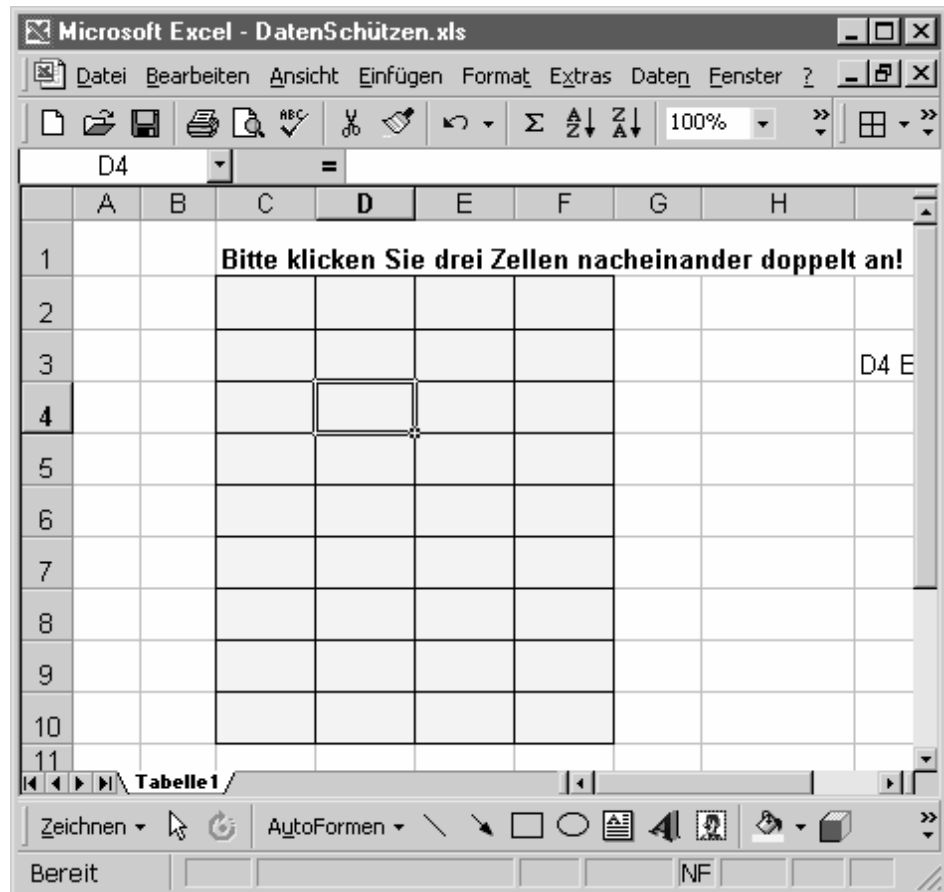 Microsoft Excel - DatenSchützen.xls
Datei Bearbeiten Ansicht Einfügen Format Extras Daten Fenster ?
ABC Σ A Z Z A 100% »
D4 =
A B C D E F G H
1 Bitte klicken Sie drei Zellen nacheinander doppelt an!
2
3 D4 E
4
5
6
7
8
9
10
11
Tabelle1
Zeichnen AutoFormen A »
Bereit NF